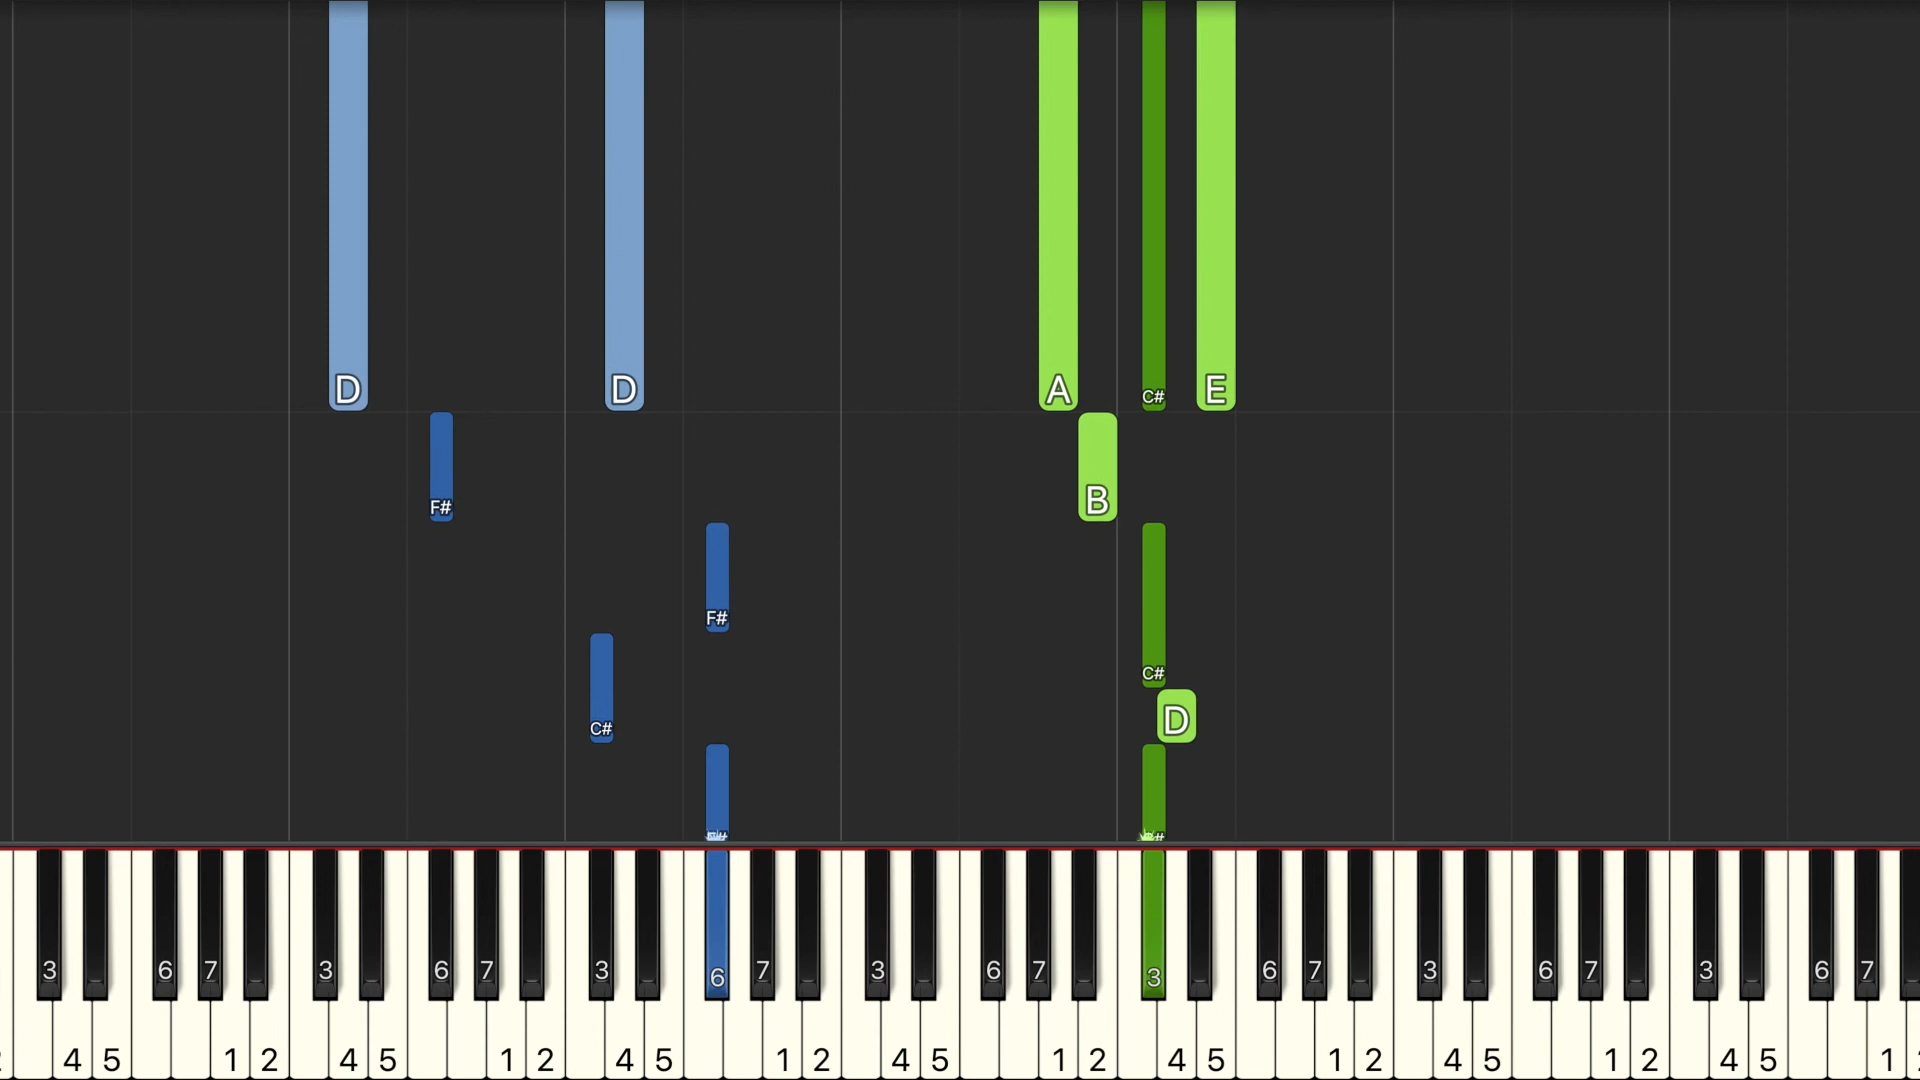 D D A C# E
F# B
F#
C# C#
D
F# C#
3 6 7 3 6 7 3 6 7 3 6 7 3 6 7 3 6 7 3 6 7
4 5 1 2 4 5 1 2 4 5 1 2 4 5 1 2 4 5 1 2 4 5 1 2 4 5 1